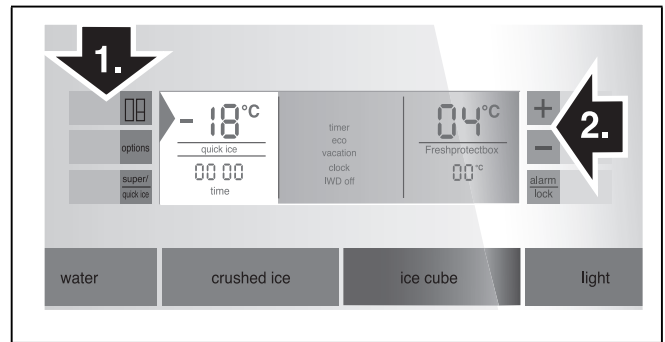 1.
- 18°C
quick ice
00 00
time
timer
eco
vacation
clock
IWD off
04°C
Freshprotectbox
00°C
options
super/
quick ice
+
-
2.
alarm
lock
water
crushed ice
ice cube
light